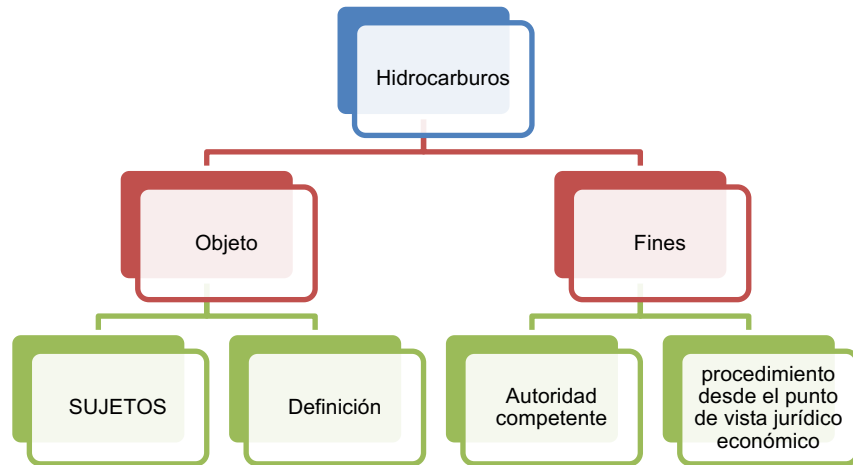 Hidrocarburos
Objeto
Fines
SUJETOS
Definición
Autoridad
competente
procedimiento
desde el punto
de vista jurídico
económico